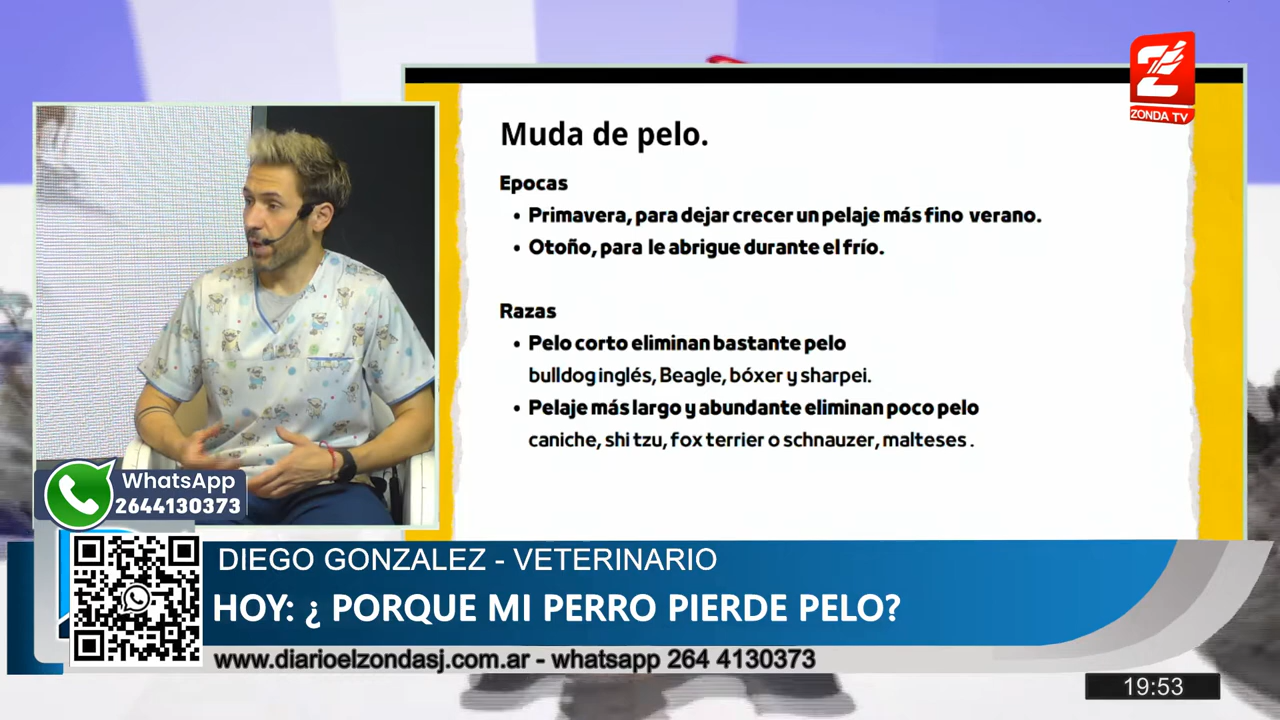 ZONDA TV
Muda de pelo.
Epocas
• Primavera, para dejar crecer un pelaje más fino verano.
• Otoño, para le abrigue durante el frío.
Razas
• Pelo corto eliminan bastante pelo
bulldog inglés, Beagle, bóxer y sharpei.
• Pelaje más largo y abundante eliminan poco pelo
caniche, shi tzu, fox terrier o schnauzer, malteses .
WhatsApp
2644130373
DIEGO GONZALEZ - VETERINARIO
HOY: ¿ PORQUE MI PERRO PIERDE PELO?
www.diarioelzondasj.com.ar - whatsapp 264 4130373
19:53